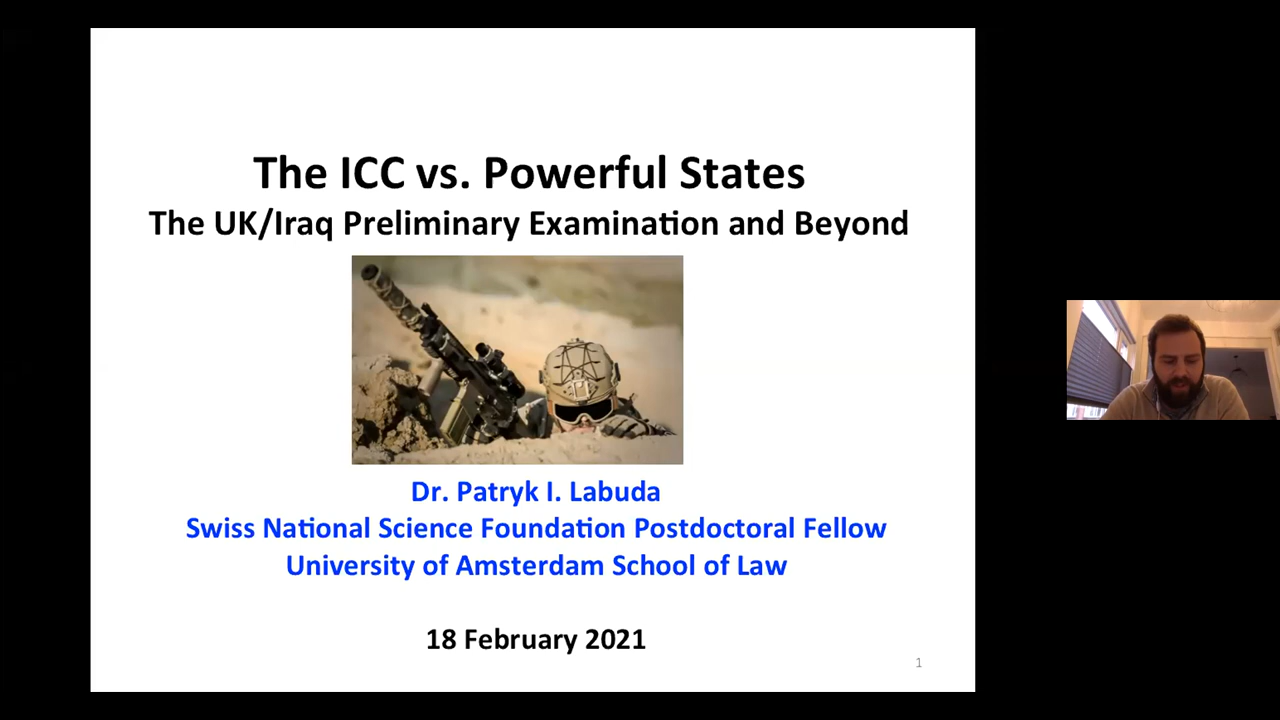 The ICC vs. Powerful States
The UK/Iraq Preliminary Examination and Beyond
Dr. Patryk I. Labuda
Swiss National Science Foundation Postdoctoral Fellow
University of Amsterdam School of Law
18 February 2021
1